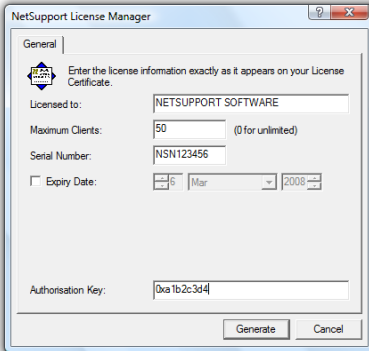 NetSupport License Manager
General
Enter the license information exactly as it appears on your License
Certificate.
Licensed to: NETSUPPORT SOFTWARE
Maximum Clients: 50 (0 for unlimited)
Serial Number: NSN123456
Expiry Date: 6 Mar 2008
Authorisation Key: 0xa1b2c3d4
Generate Cancel